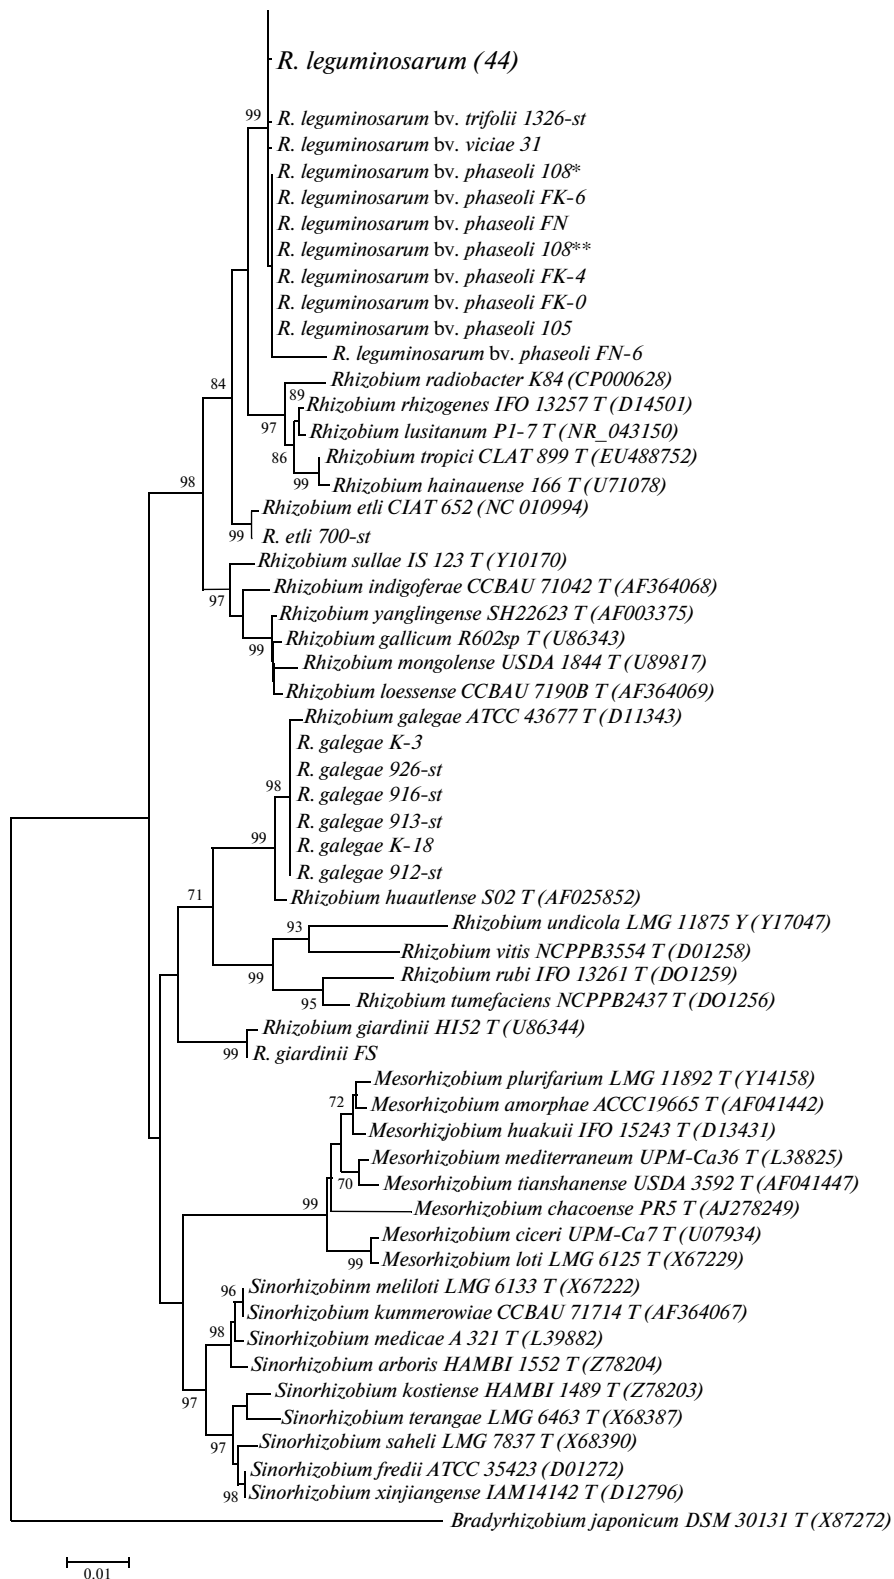 R. leguminosarum (44)
99
R. leguminosarum bv. trifolii 1326-st
R. leguminosarum bv. viciae 31
R. leguminosarum bv. phaseoli 108*
R. leguminosarum bv. phaseoli FK-6
R. leguminosarum bv. phaseoli FN
R. leguminosarum bv. phaseoli 108**
R. leguminosarum bv. phaseoli FK-4
R. leguminosarum bv. phaseoli FK-0
R. leguminosarum bv. phaseoli 105
R. leguminosarum bv. phaseoli FN-6
84
Rhizobium radiobacter K84 (CP000628)
89
Rhizobium rhizogenes IFO 13257 T (D14501)
97
Rhizobium lusitanum P1-7 T (NR_043150)
86
Rhizobium tropici CLAT 899 T (EU488752)
98
99
Rhizobium hainauense 166 T (U71078)
Rhizobium etli CIAT 652 (NC 010994)
99
R. etli 700-st
Rhizobium sullae IS 123 T (Y10170)
Rhizobium indigoferae CCBAU 71042 T (AF364068)
97
Rhizobium yanglingense SH22623 T (AF003375)
Rhizobium gallicum R602sp T (U86343)
99
Rhizobium mongolense USDA 1844 T (U89817)
Rhizobium loessense CCBAU 7190B T (AF364069)
Rhizobium galegae ATCC 43677 T (D11343)
R. galegae K-3
R. galegae 926-st
98
R. galegae 916-st
R. galegae 913-st
99
R. galegae K-18
R. galegae 912-st
71
Rhizobium huautlense S02 T (AF025852)
93
Rhizobium undicola LMG 11875 Y (Y17047)
Rhizobium vitis NCPPB3554 T (D01258)
99
Rhizobium rubi IFO 13261 T (DO1259)
95
Rhizobium tumefaciens NCPPB2437 T (DO1256)
Rhizobium giardinii HI52 T (U86344)
99
R. giardinii FS
Mesorhizobium plurifarium LMG 11892 T (Y14158)
72
Mesorhizobium amorphae ACCC19665 T (AF041442)
Mesorhizjobium huakuii IFO 15243 T (D13431)
Mesorhizobium mediterraneum UPM-Ca36 T (L38825)
70
Mesorhizobium tianshanense USDA 3592 T (AF041447)
99
Mesorhizobium chacoense PR5 T (AJ278249)
Mesorhizobium ciceri UPM-Ca7 T (U07934)
99
Mesorhizobium loti LMG 6125 T (X67229)
96
Sinorhizobinm meliloti LMG 6133 T (X67222)
Sinorhizobium kummerowiae CCBAU 71714 T (AF364067)
98
Sinorhizobium medicae A 321 T (L39882)
Sinorhizobium arboris HAMBI 1552 T (Z78204)
97
Sinorhizobium kostiense HAMBI 1489 T (Z78203)
Sinorhizobium terangae LMG 6463 T (X68387)
97
Sinorhizobium saheli LMG 7837 T (X68390)
Sinorhizobium fredii ATCC 35423 (D01272)
98
Sinorhizobium xinjiangense IAM14142 T (D12796)
Bradyrhizobium japonicum DSM 30131 T (X87272)
0.01